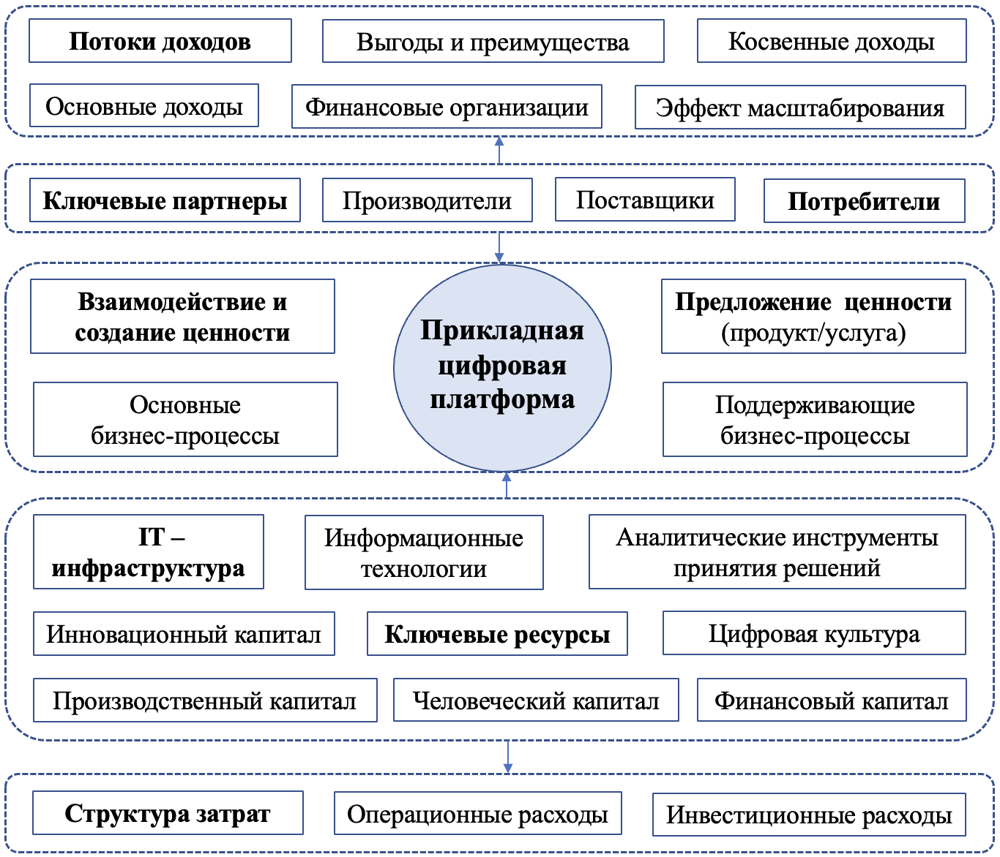 Потоки доходов
Выгоды и преимущества
Косвенные доходы
Основные доходы
Финансовые организации
Эффект масштабирования
Ключевые партнеры
Производители
Поставщики
Потребители
Взаимодействие и
создание ценности
Прикладная
цифровая
платформа
Предложение ценности
(продукт/услуга)
Основные
бизнес-процессы
Поддерживающие
бизнес-процессы
IT –
инфраструктура
Информационные
технологии
Аналитические инструменты
принятия решений
Инновационный капитал
Ключевые ресурсы
Цифровая культура
Производственный капитал
Человеческий капитал
Финансовый капитал
Структура затрат
Операционные расходы
Инвестиционные расходы